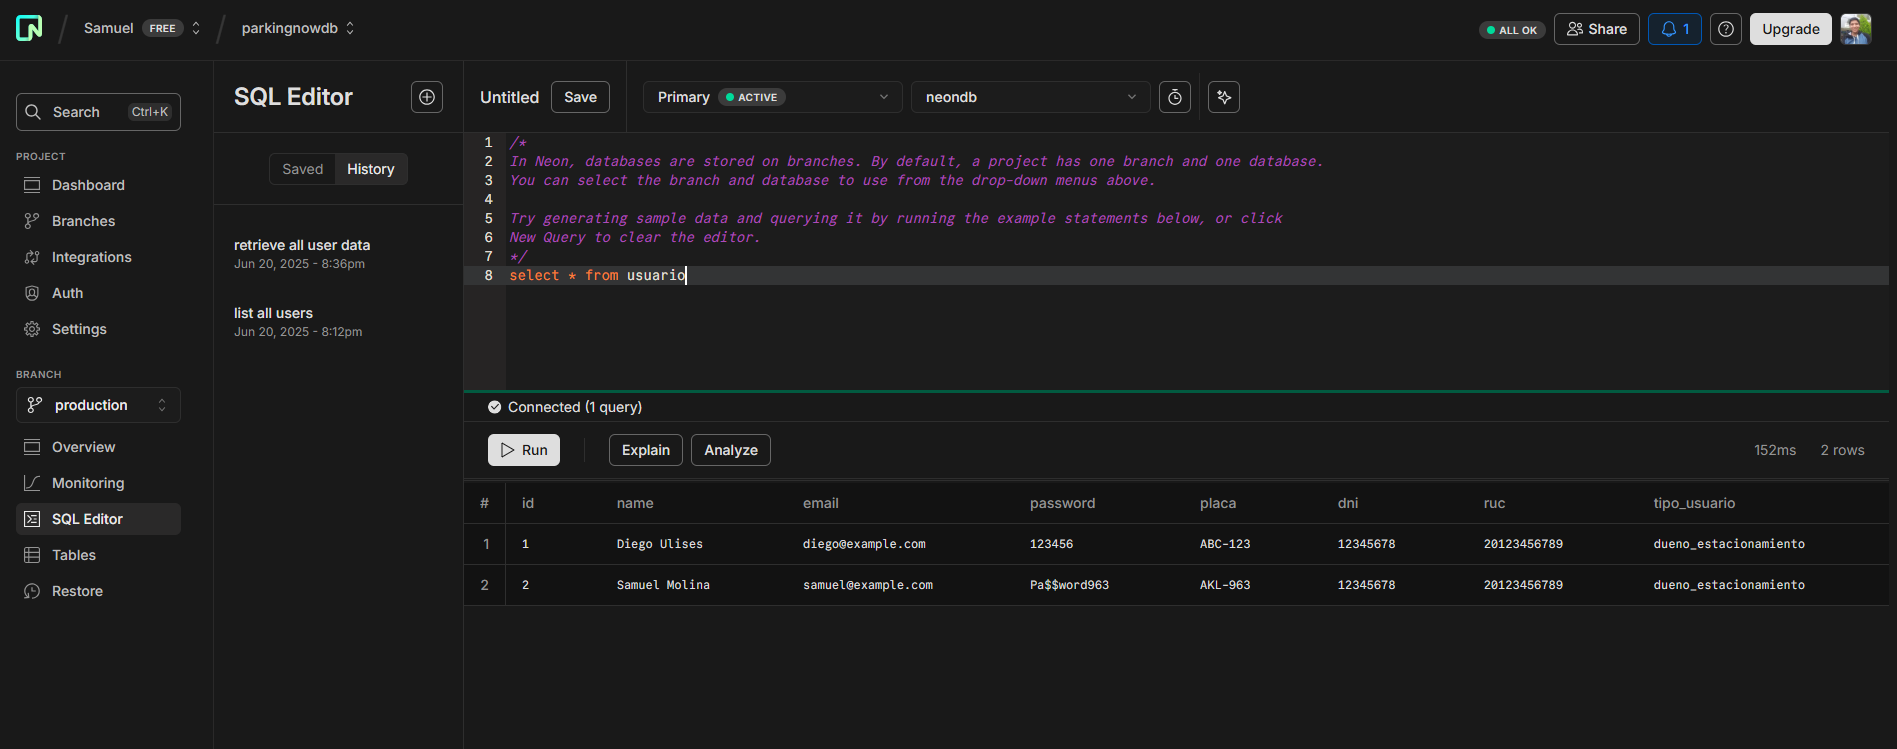 Samuel FREE parkingnowdb ALL OK Share 1 Upgrade
Search Ctrl+K
PROJECT
Dashboard
Branches
Integrations
Auth
Settings
BRANCH
production
Overview
Monitoring
SQL Editor
Tables
Restore
SQL Editor
Saved History
retrieve all user data
Jun 20, 2025 - 8:36pm
list all users
Jun 20, 2025 - 8:12pm
Untitled Save Primary ACTIVE neondb
1 /*
2 In Neon, databases are stored on branches. By default, a project has one branch and one database.
3 You can select the branch and database to use from the drop-down menus above.
4
5 Try generating sample data and querying it by running the example statements below, or click
6 New Query to clear the editor.
7 */
8 select * from usuario
Connected (1 query)
Run Explain Analyze 152ms 2 rows
# id name email password placa dni ruc tipo_usuario
1 1 Diego Ulises diego@example.com 123456 ABC-123 12345678 20123456789 dueno_estacionamiento
2 2 Samuel Molina samuel@example.com Pa$$word963 AKL-963 12345678 20123456789 dueno_estacionamiento